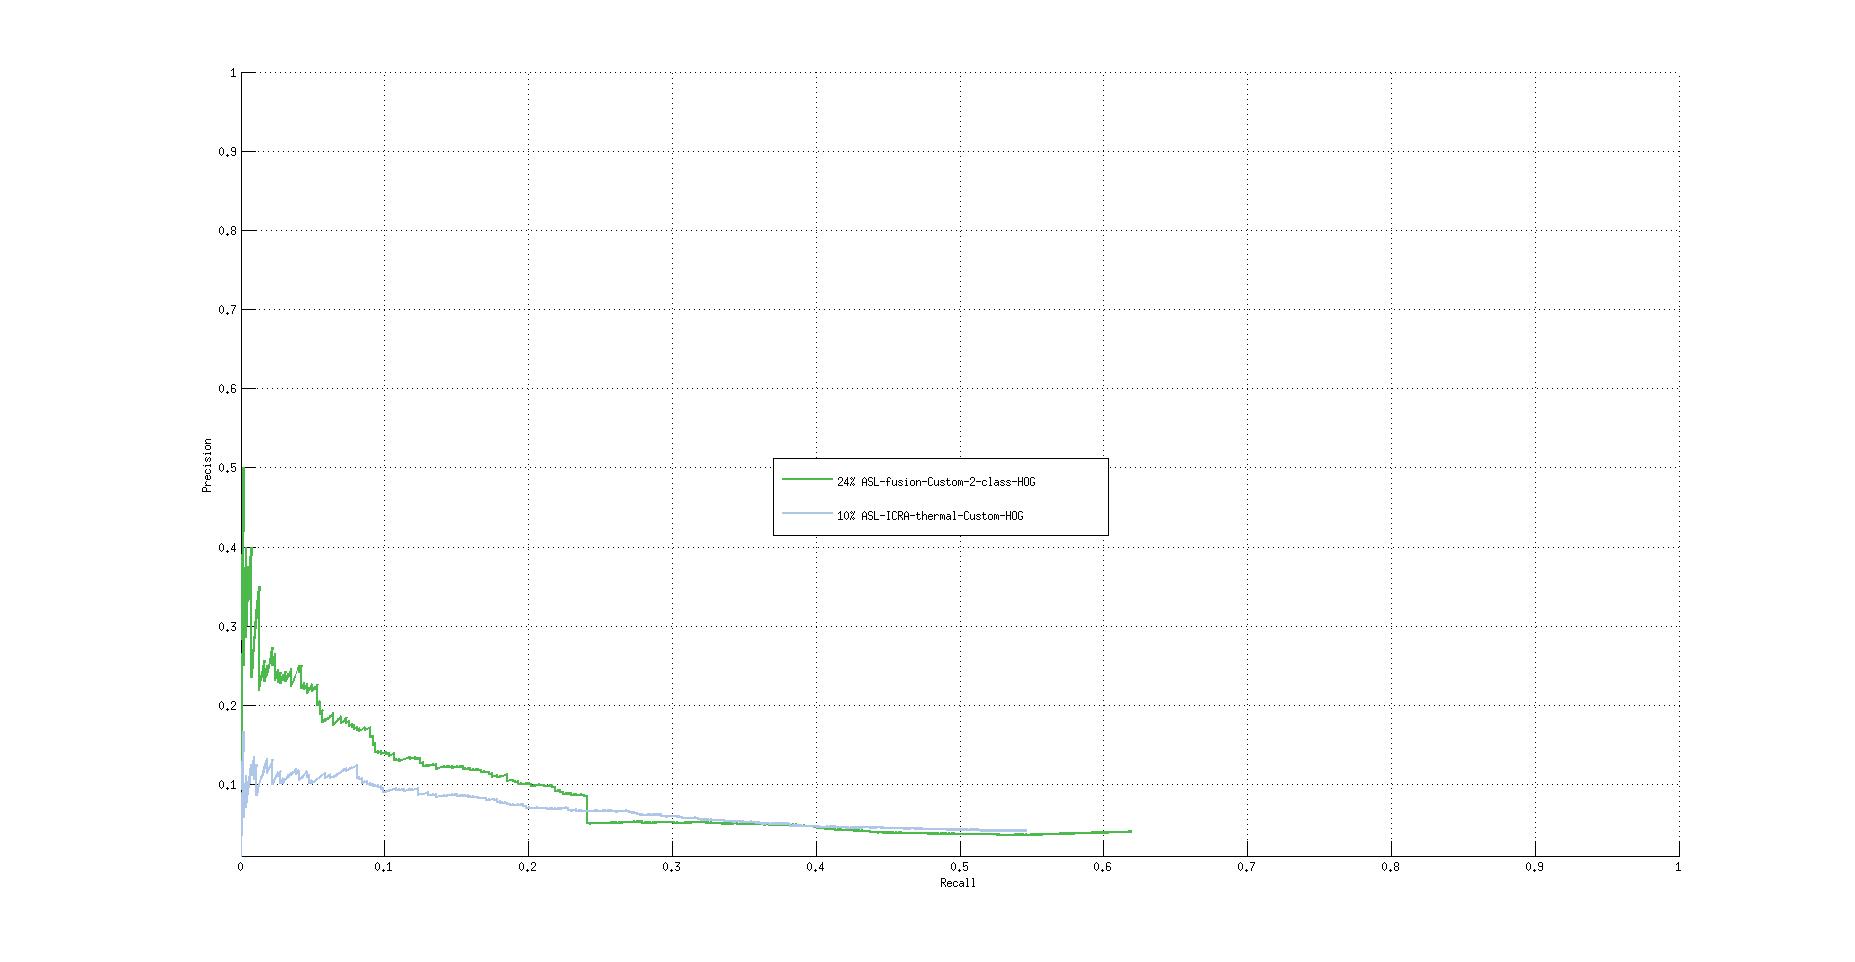 1
0.9
0.8
0.7
0.6
0.5
0.4
0.3
0.2
0.1
Precision
24% ASL-fusion-Custom-2-class-HOG
10% ASL-ICRA-thermal-Custom-HOG
0 0.1 0.2 0.3 0.4 0.5 0.6 0.7 0.8 0.9 1
Recall